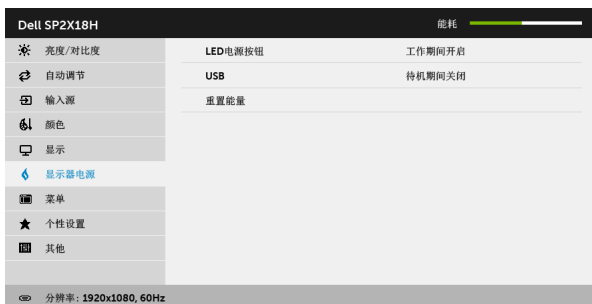 Dell SP2X18H 能耗
亮度/对比度 LED电源按钮 工作期间开启
自动调节 USB 待机期间关闭
输入源 重置能量
颜色
显示
显示器电源
菜单
个性设置
其他
分辨率: 1920x1080, 60Hz